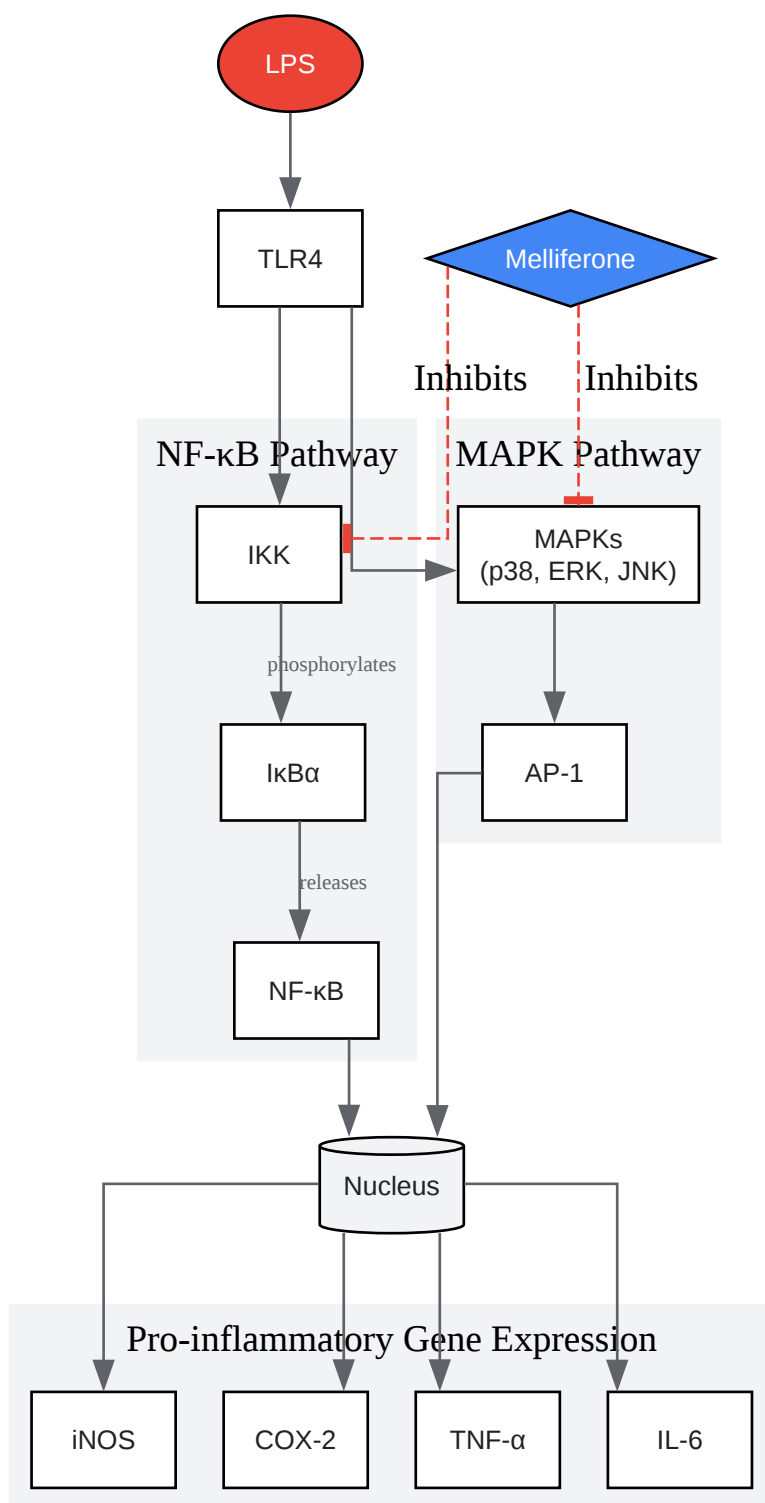 LPS
TLR4
Melliferone
Inhibits
Inhibits
NF-κB Pathway
MAPK Pathway
IKK
MAPKs
(p38, ERK, JNK)
phosphorylates
IκBα
AP-1
releases
NF-κB
Nucleus
Pro-inflammatory Gene Expression
iNOS
COX-2
TNF-α
IL-6